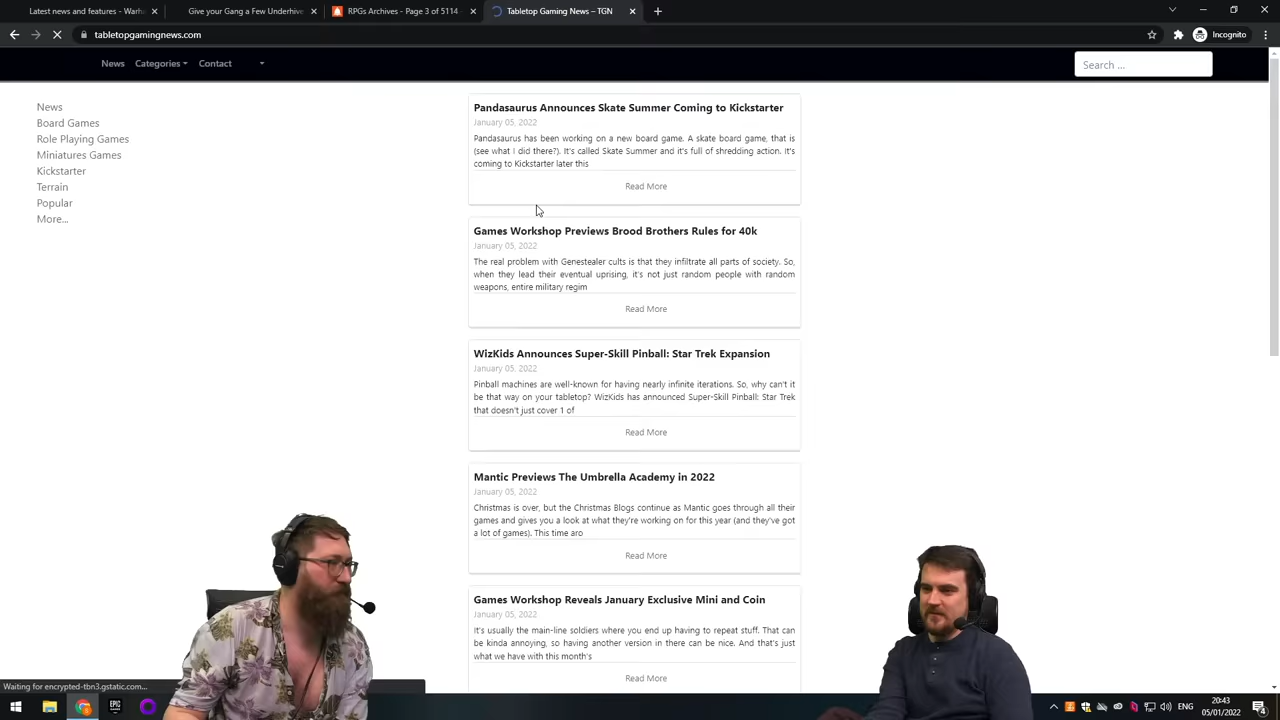 Latest news and features - Warha
Give your Gang a Few Underhive
RPGs Archives - Page 3 of 5114
Tabletop Gaming News – TGN
tabletopgamingnews.com
Incognito
News
Categories
Contact
Search ...
News
Board Games
Role Playing Games
Miniatures Games
Kickstarter
Terrain
Popular
More...
Pandasaurus Announces Skate Summer Coming to Kickstarter
January 05, 2022
Pandasaurus has been working on a new board game. A skate board game, that is
(see what I did there?). It's called Skate Summer and it's full of shredding action. It's
coming to Kickstarter later this
Read More
Games Workshop Previews Brood Brothers Rules for 40k
January 05, 2022
The real problem with Genestealer cults is that they infiltrate all parts of society. So,
when they lead their eventual uprising, it's not just random people with random
weapons, entire military regim
Read More
WizKids Announces Super-Skill Pinball: Star Trek Expansion
January 05, 2022
Pinball machines are well-known for having nearly infinite iterations. So, why can't it
be that way on your tabletop? WizKids has announced Super-Skill Pinball: Star Trek
that doesn't just cover 1 of
Read More
Mantic Previews The Umbrella Academy in 2022
January 05, 2022
Christmas is over, but the Christmas Blogs continue as Mantic goes through all their
games and gives you a look at what they're working on for this year (and they've got
a lot of games). This time aro
Read More
Games Workshop Reveals January Exclusive Mini and Coin
January 05, 2022
It's usually the main-line soldiers where you end up having to repeat stuff. That can
be kinda annoying, so having another version in there can be nice. And that's just
what we have with this month's
Read More
Waiting for encrypted-tbn3.gstatic.com...
EPIC
ENG
20:43
05/01/2022